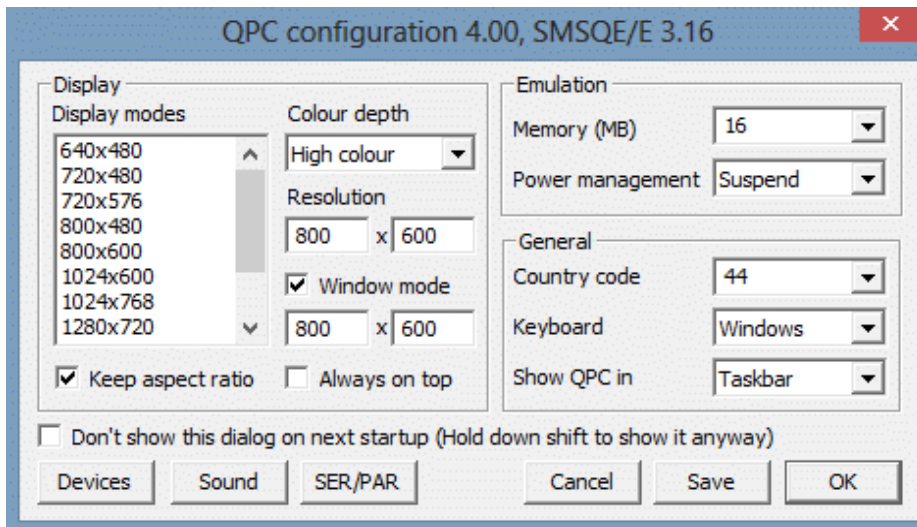 QPC configuration 4.00, SMSQE/E 3.16
Display
Display modes
640x480
720x480
720x576
800x480
800x600
1024x600
1024x768
1280x720
Colour depth
High colour
Resolution
800 x 600
Window mode
800 x 600
Keep aspect ratio
Always on top
Emulation
Memory (MB) 16
Power management Suspend
General
Country code 44
Keyboard Windows
Show QPC in Taskbar
Don't show this dialog on next startup (Hold down shift to show it anyway)
Devices Sound SER/PAR Cancel Save OK